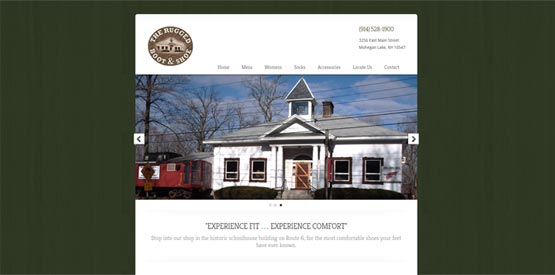 THE RUGGED
BOOT & SHOE
(914) 528-1900
3256 East Main Street
Mohegan Lake, NY 10547
Home Mens Womens Socks Accessories Locate Us Contact
"EXPERIENCE FIT ... EXPERIENCE COMFORT"
Stop into our shop in the historic schoolhouse building on Route 6, for the most comfortable shoes your feet
have ever known.